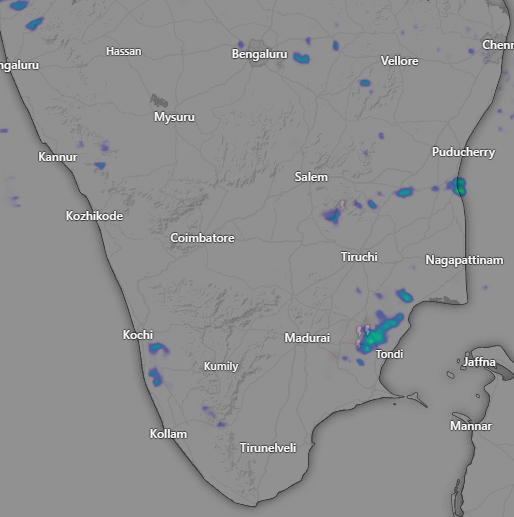 Hassan
Bengaluru
Chenn
ngaluru
Vellore
Mysuru
Kannur
Puducherry
Salem
Kozhikode
Coimbatore
Tiruchi
Nagapattinam
Kochi
Madurai
Tondi
Kumily
Jaffna
Kollam
Mannar
Tirunelveli